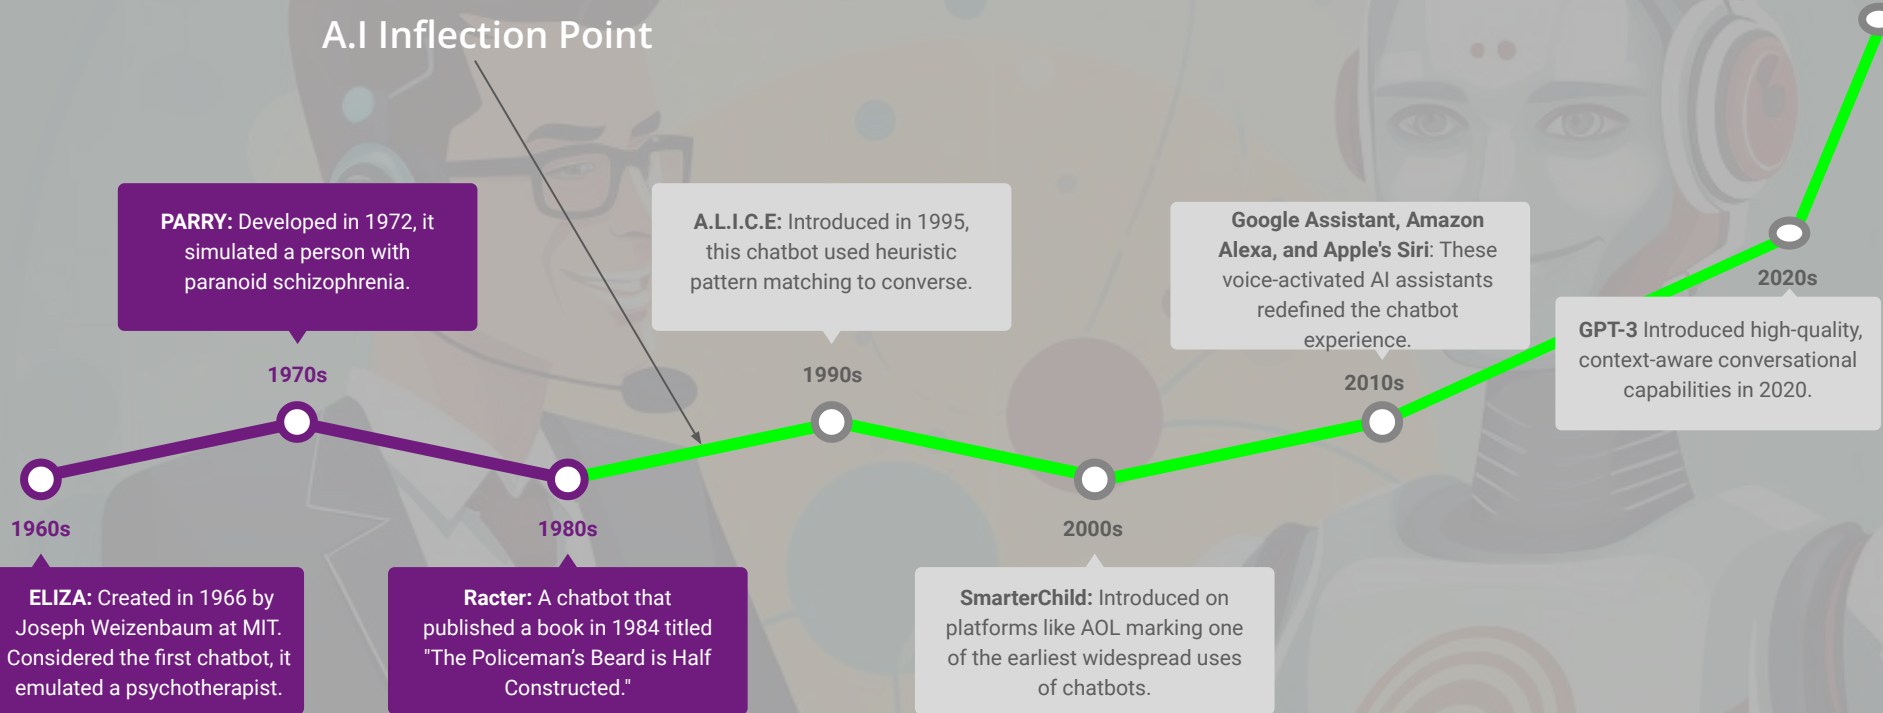 A.I Inflection Point
PARRY: Developed in 1972, it
simulated a person with
paranoid schizophrenia.
1970s
A.L.I.C.E: Introduced in 1995,
this chatbot used heuristic
pattern matching to converse.
1990s
Google Assistant, Amazon
Alexa, and Apple's Siri: These
voice-activated AI assistants
redefined the chatbot
experience.
2010s
2020s
GPT-3 Introduced high-quality,
context-aware conversational
capabilities in 2020.
1960s
ELIZA: Created in 1966 by
Joseph Weizenbaum at MIT.
Considered the first chatbot, it
emulated a psychotherapist.
1980s
Racter: A chatbot that
published a book in 1984 titled
"The Policeman’s Beard is Half
Constructed."
2000s
SmarterChild: Introduced on
platforms like AOL marking one
of the earliest widespread uses
of chatbots.